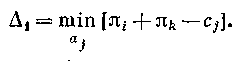 Δ₁ = min [πᵢ + πₖ − cⱼ].
aⱼ